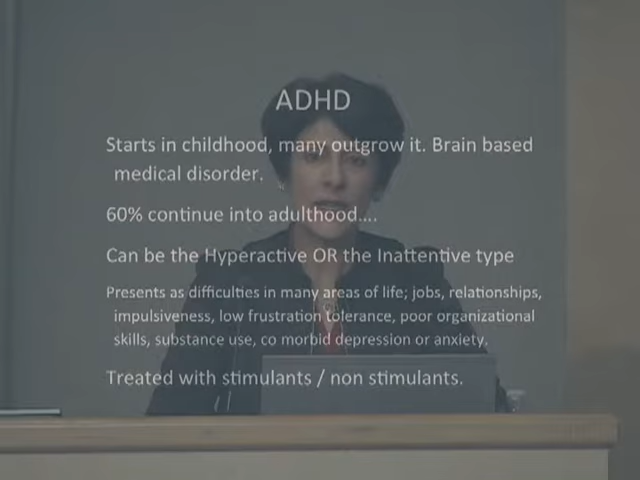 ADHD
Starts in childhood, many outgrow it. Brain based
medical disorder.
60% continue into adulthood....
Can be the Hyperactive OR the Inattentive type
Presents as difficulties in many areas of life; jobs, relationships,
impulsiveness, low frustration tolerance, poor organizational
skills, substance use, co morbid depression or anxiety.
Treated with stimulants / non stimulants.